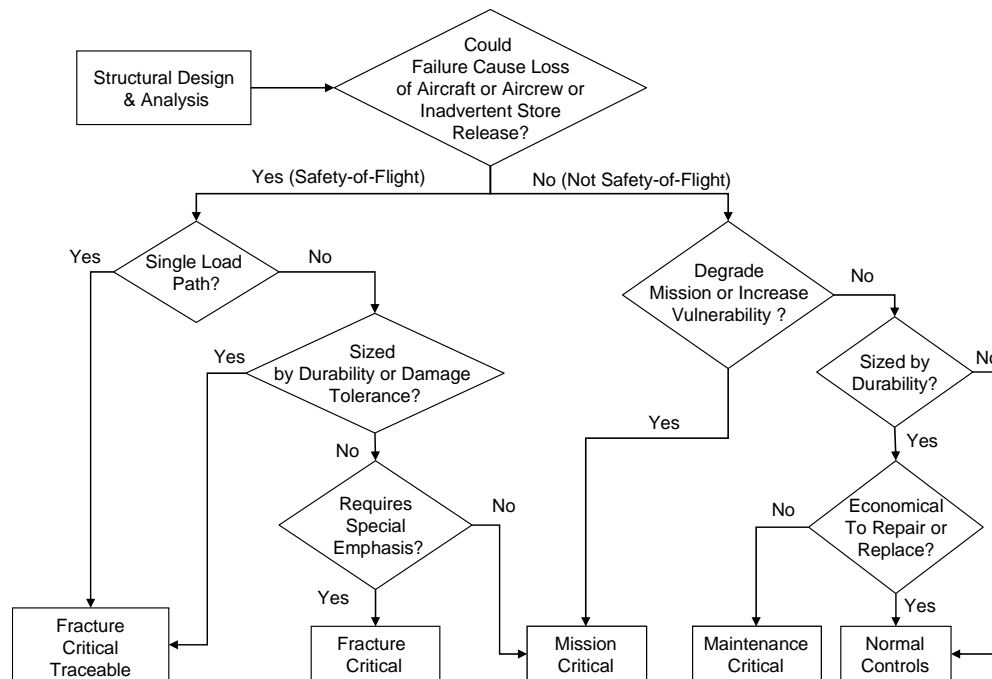 Could
Failure Cause Loss
of Aircraft or Aircrew or
Inadvertent Store
Release?
Structural Design
& Analysis
Yes (Safety-of-Flight)
No (Not Safety-of-Flight)
Yes
Single Load
Path?
No
Degrade
Mission or Increase
Vulnerability ?
No
Yes
Sized
by Durability or Damage
Tolerance?
Sized by
Durability?
No
Yes
Yes
No
Requires
Special
Emphasis?
No
No
Economical
To Repair or
Replace?
Yes
Yes
Fracture
Critical
Traceable
Fracture
Critical
Mission
Critical
Maintenance
Critical
Normal
Controls